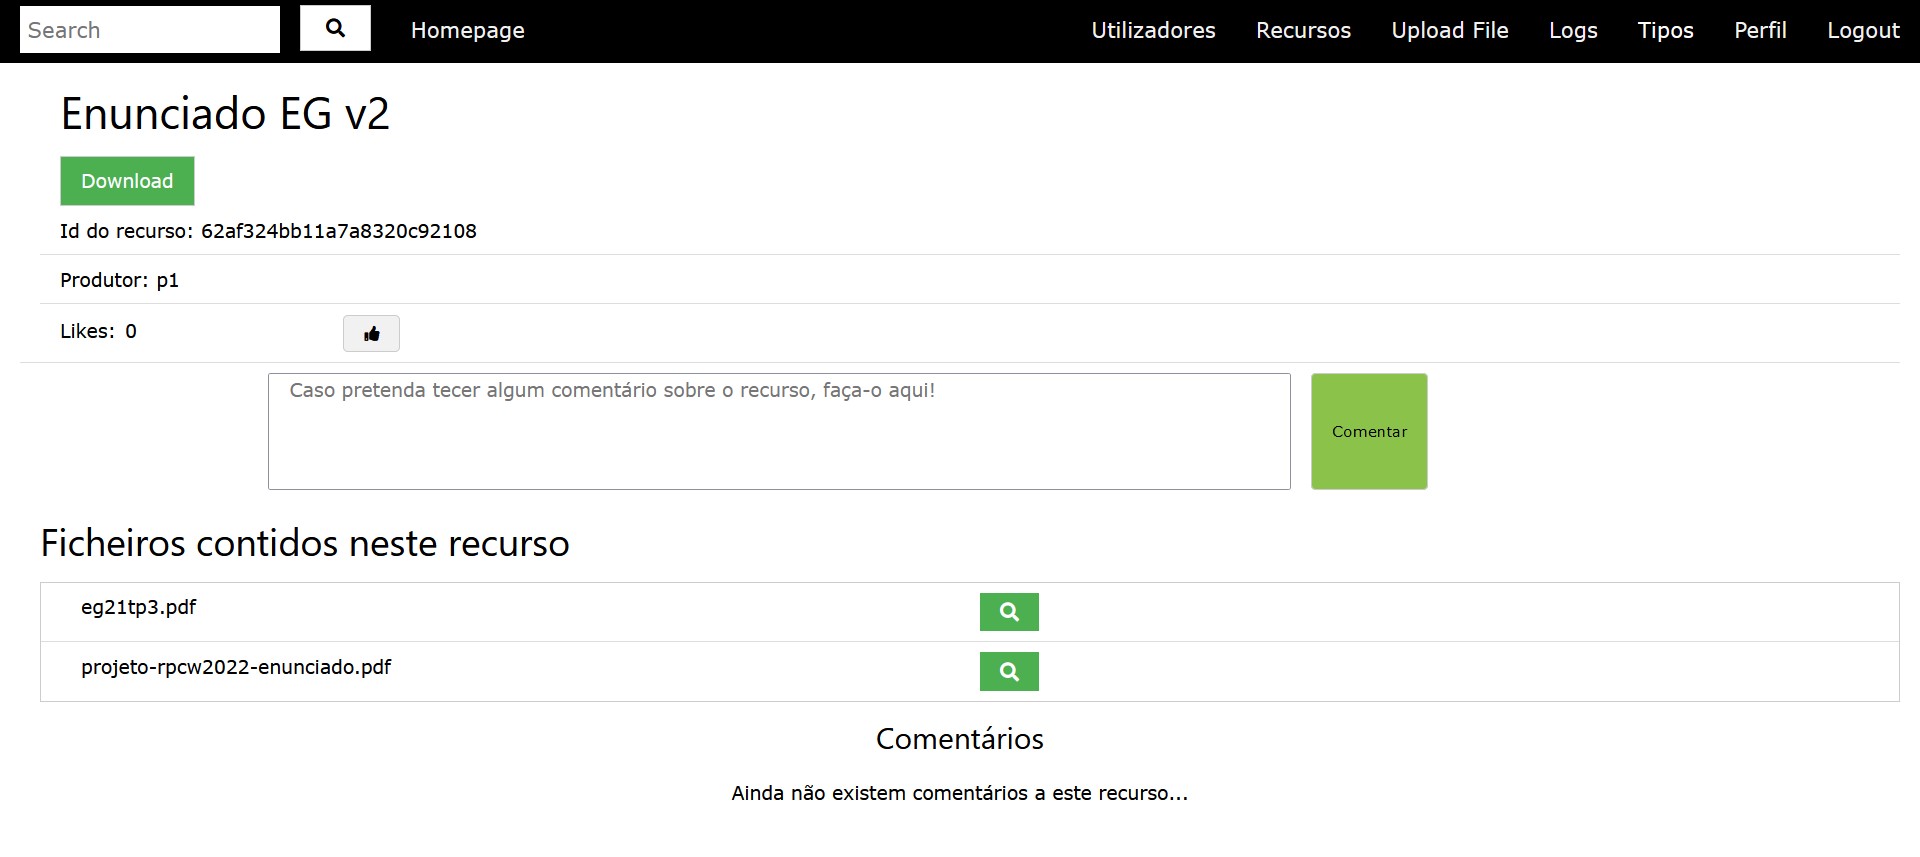 Search Homepage Utilizadores Recursos Upload File Logs Tipos Perfil Logout
Enunciado EG v2
Download
Id do recurso: 62af324bb11a7a8320c92108
Produtor: p1
Likes: 0
Caso pretenda tecer algum comentário sobre o recurso, faça-o aqui!
Comentar
Ficheiros contidos neste recurso
eg21tp3.pdf
projeto-rpcw2022-enunciado.pdf
Comentários
Ainda não existem comentários a este recurso...